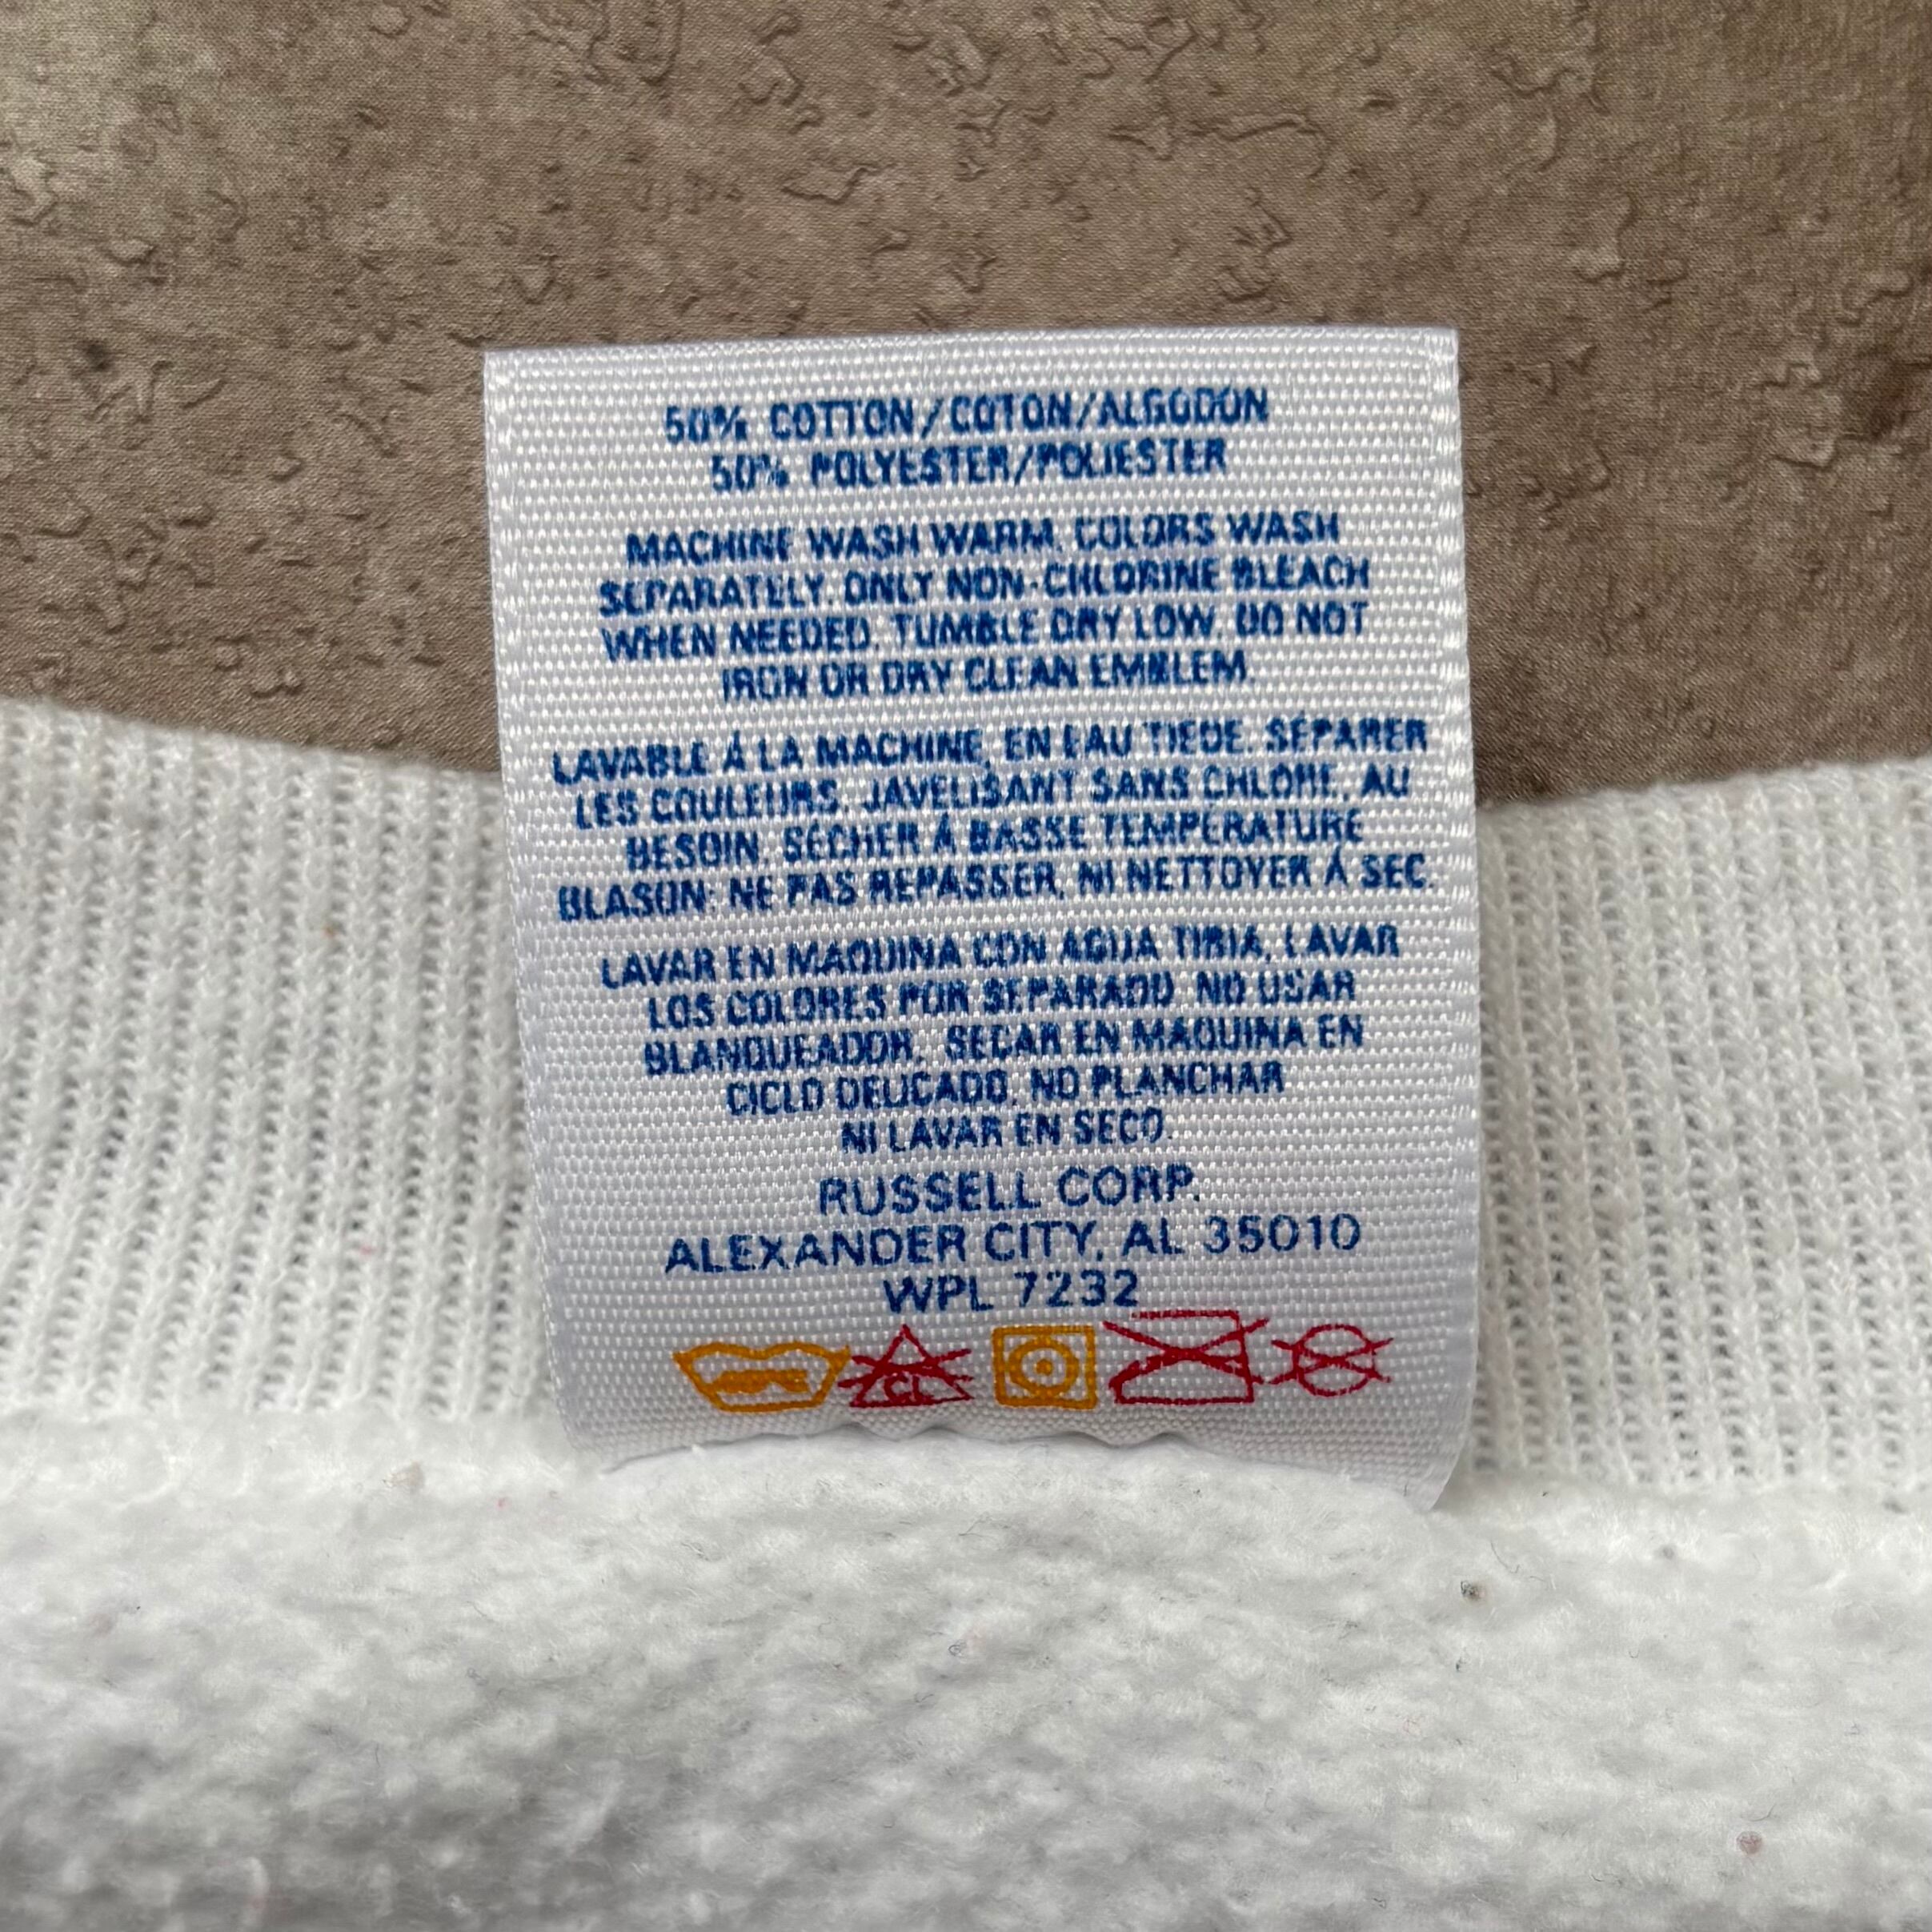 50% COTTON/COTON/ALGODÓN
50% POLYESTER/POLIESTER
MACHINE WASH WARM. COLORS WASH
SEPARATELY. ONLY NON-CHLORINE BLEACH
WHEN NEEDED. TUMBLE DRY LOW. DO NOT
IRON OR DRY CLEAN EMBLEM.
LAVABLE À LA MACHINE, EN EAU TIEDE. SÉPARER
LES COULEURS. JAVELISANT SANS CHLORE, AU
BESOIN. SÉCHER À BASSE TEMPÉRATURE
BLASON: NE PAS REPASSER, NI NETTOYER À SEC.
LAVAR EN MAQUINA CON AGUA TIBIA, LAVAR
LOS COLORES POR SEPARADO. NO USAR
BLANQUEADOR. SECAR EN MAQUINA EN
CICLO DELICADO. NO PLANCHAR
NI LAVAR EN SECO.
RUSSELL CORP.
ALEXANDER CITY, AL 35010
WPL 7232
CL